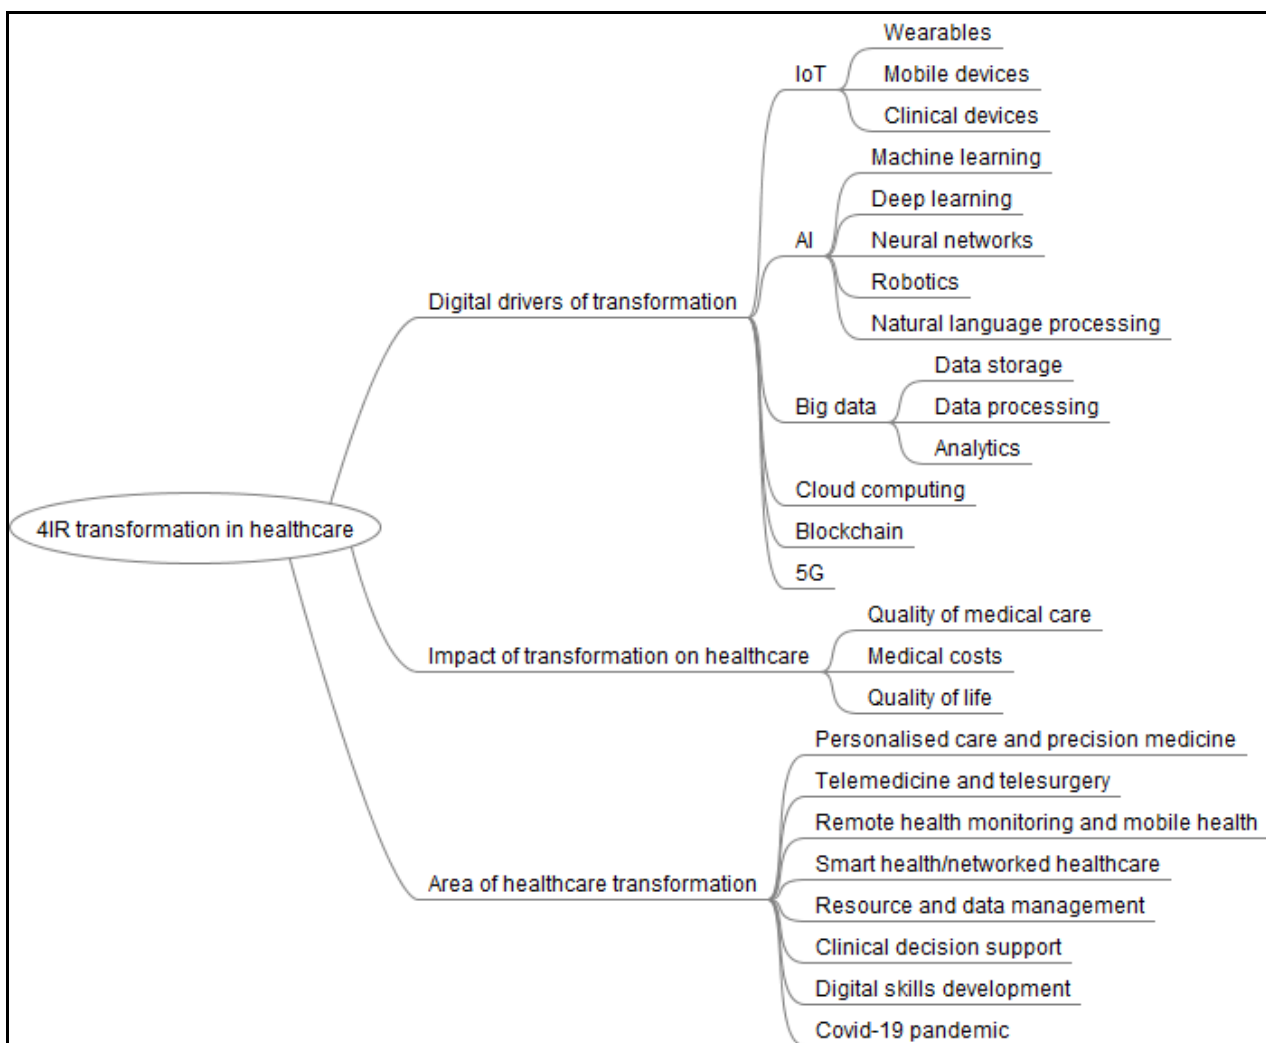 4IR transformation in healthcare
Digital drivers of transformation
IoT
Wearables
Mobile devices
Clinical devices
AI
Machine learning
Deep learning
Neural networks
Robotics
Natural language processing
Big data
Data storage
Data processing
Analytics
Cloud computing
Blockchain
5G
Impact of transformation on healthcare
Quality of medical care
Medical costs
Quality of life
Area of healthcare transformation
Personalised care and precision medicine
Telemedicine and telesurgery
Remote health monitoring and mobile health
Smart health/networked healthcare
Resource and data management
Clinical decision support
Digital skills development
Covid-19 pandemic